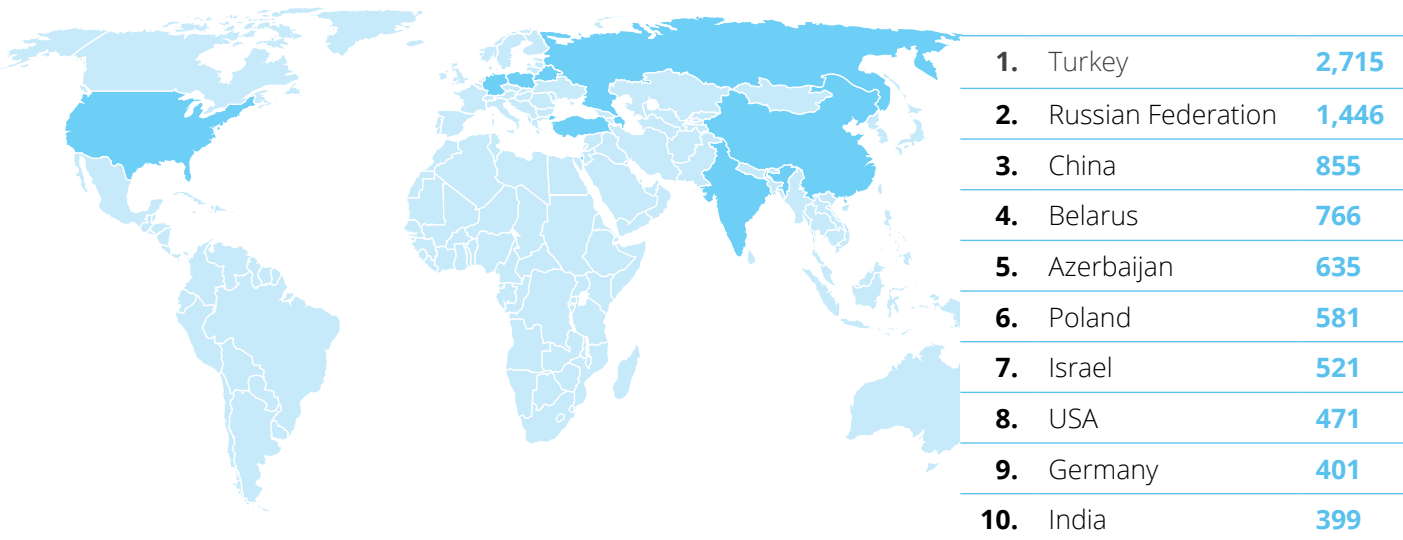 1. Turkey 2,715
2. Russian Federation 1,446
3. China 855
4. Belarus 766
5. Azerbaijan 635
6. Poland 581
7. Israel 521
8. USA 471
9. Germany 401
10. India 399